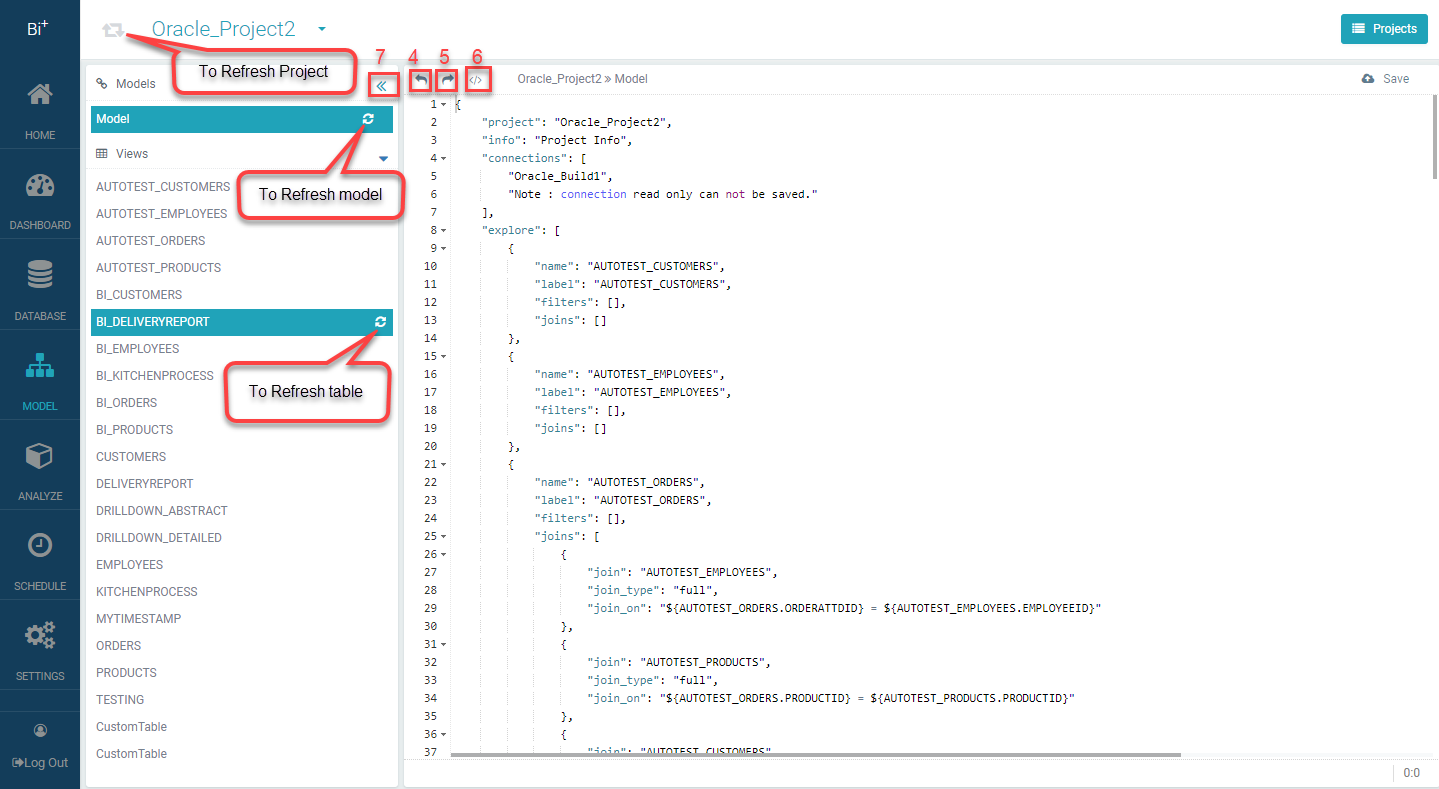 Bi+
Oracle_Project2
Projects
To Refresh Project
7 4 5 6
Models
Oracle_Project2 » Model
Save
Model
Views
To Refresh model
AUTOTEST_CUSTOMERS
AUTOTEST_EMPLOYEES
AUTOTEST_ORDERS
AUTOTEST_PRODUCTS
BI_CUSTOMERS
BI_DELIVERYREPORT
BI_EMPLOYEES
BI_KITCHENPROCESS
BI_ORDERS
BI_PRODUCTS
CUSTOMERS
DELIVERYREPORT
DRILLDOWN_ABSTRACT
DRILLDOWN_DETAILED
EMPLOYEES
KITCHENPROCESS
MYTIMESTAMP
ORDERS
PRODUCTS
TESTING
CustomTable
CustomTable
To Refresh table
HOME
DASHBOARD
DATABASE
MODEL
ANALYZE
SCHEDULE
SETTINGS
Log Out
1 {
2 "project": "Oracle_Project2",
3 "info": "Project Info",
4 "connections": [
5 "Oracle_Build1",
6 "Note : connection read only can not be saved."
7 ],
8 "explore": [
9 {
10 "name": "AUTOTEST_CUSTOMERS",
11 "label": "AUTOTEST_CUSTOMERS",
12 "filters": [],
13 "joins": []
14 },
15 {
16 "name": "AUTOTEST_EMPLOYEES",
17 "label": "AUTOTEST_EMPLOYEES",
18 "filters": [],
19 "joins": []
20 },
21 {
22 "name": "AUTOTEST_ORDERS",
23 "label": "AUTOTEST_ORDERS",
24 "filters": [],
25 "joins": [
26 {
27 "join": "AUTOTEST_EMPLOYEES",
28 "join_type": "full",
29 "join_on": "${AUTOTEST_ORDERS.ORDERATTDID} = ${AUTOTEST_EMPLOYEES.EMPLOYEEID}"
30 },
31 {
32 "join": "AUTOTEST_PRODUCTS",
33 "join_type": "full",
34 "join_on": "${AUTOTEST_ORDERS.PRODUCTID} = ${AUTOTEST_PRODUCTS.PRODUCTID}"
35 },
36 {
37 "join": "AUTOTEST_CUSTOMERS"
0:0